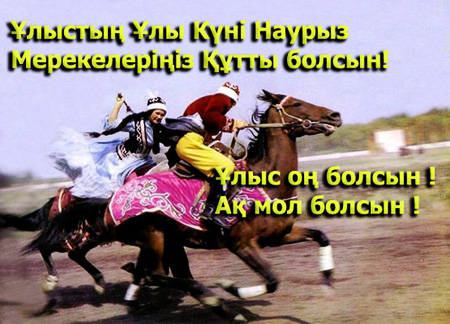 Ұлыстың Ұлы Күні Наурыз
Мерекелеріңіз Құтты болсын!
Ұлыс оң болсын !
Ақ мол болсын !